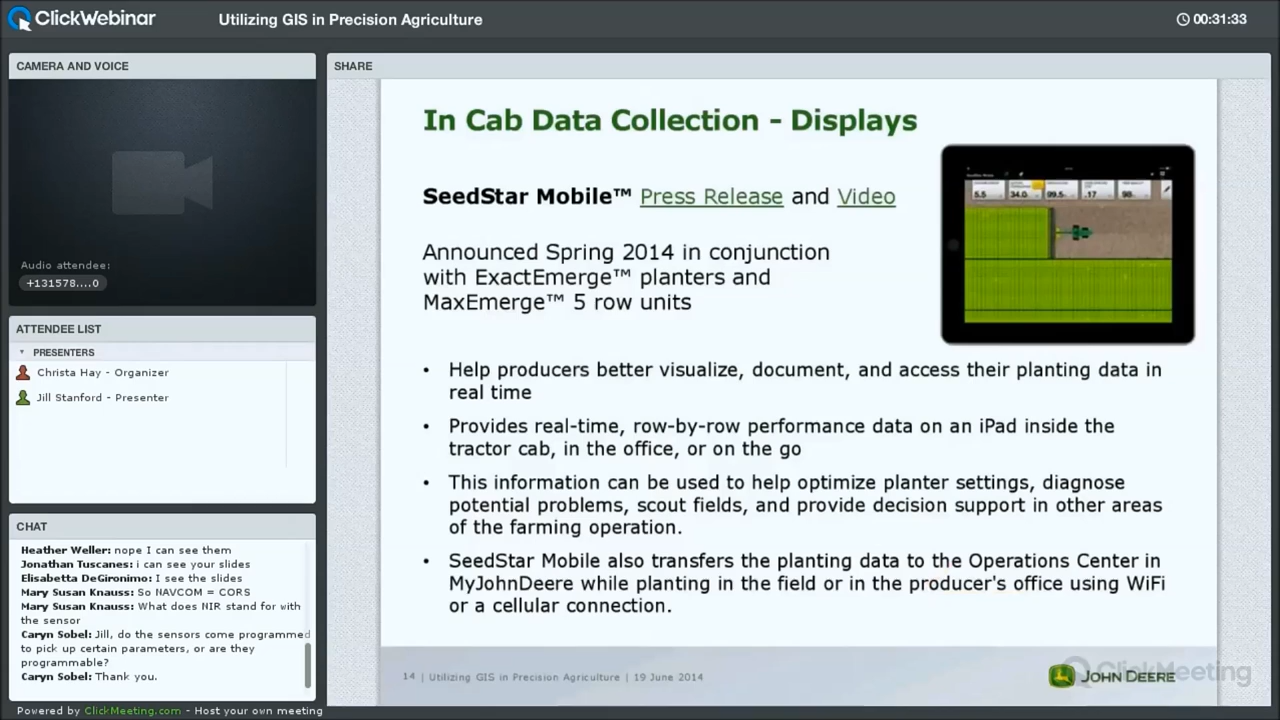 ClickWebinar
Utilizing GIS in Precision Agriculture
00:31:33
CAMERA AND VOICE
Audio attendee:
+131578....0
ATTENDEE LIST
PRESENTERS
Christa Hay - Organizer
Jill Stanford - Presenter
CHAT
Heather Weller: nope I can see them
Jonathan Tuscanes: i can see your slides
Elisabetta DeGironimo: I see the slides
Mary Susan Knauss: So NAVCOM = CORS
Mary Susan Knauss: What does NIR stand for with
the sensor
Caryn Sobel: Jill, do the sensors come programmed
to pick up certain parameters, or are they
programmable?
Caryn Sobel: Thank you.
Powered by ClickMeeting.com - Host your own meeting
SHARE
In Cab Data Collection - Displays
SeedStar Mobile™ Press Release and Video
Announced Spring 2014 in conjunction
with ExactEmerge™ planters and
MaxEmerge™ 5 row units
5.5 34.0 99.5 .17 98
• Help producers better visualize, document, and access their planting data in
real time
• Provides real-time, row-by-row performance data on an iPad inside the
tractor cab, in the office, or on the go
• This information can be used to help optimize planter settings, diagnose
potential problems, scout fields, and provide decision support in other areas
of the farming operation.
• SeedStar Mobile also transfers the planting data to the Operations Center in
MyJohnDeere while planting in the field or in the producer's office using WiFi
or a cellular connection.
14 | Utilizing GIS in Precision Agriculture | 19 June 2014
JOHN DEERE
ClickMeeting